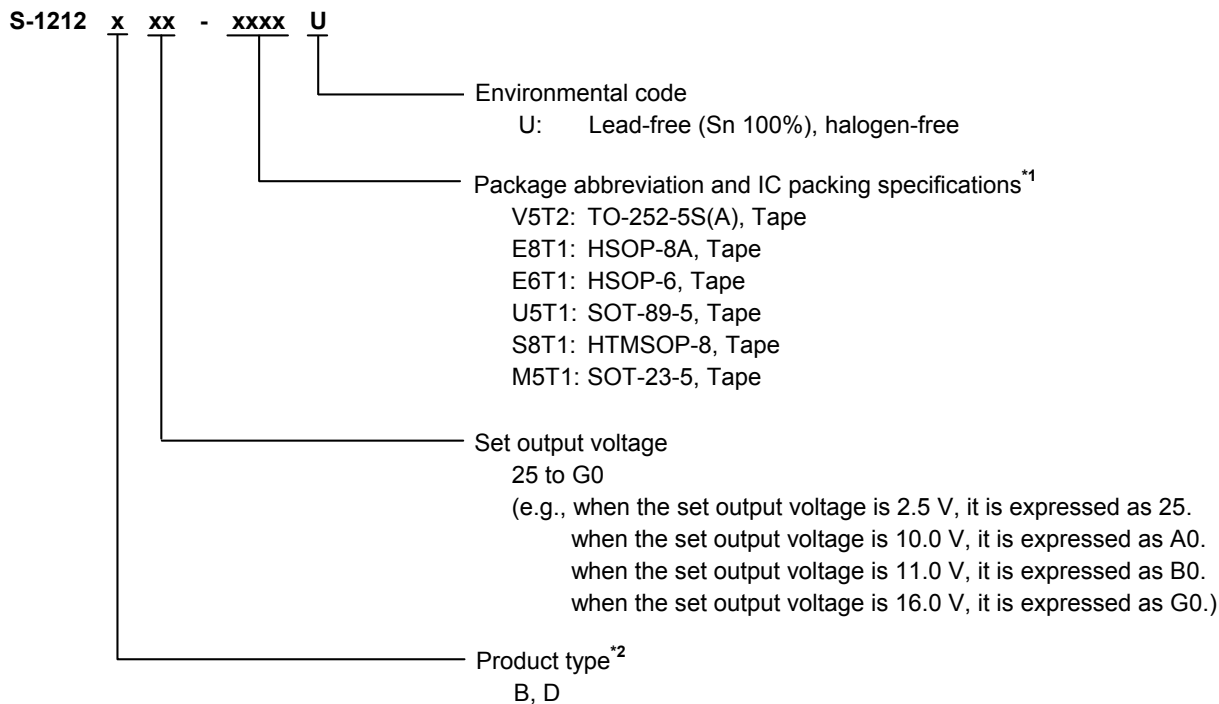 S-1212 x xx - xxxx U
Environmental code
U: Lead-free (Sn 100%), halogen-free
Package abbreviation and IC packing specifications*1
V5T2: TO-252-5S(A), Tape
E8T1: HSOP-8A, Tape
E6T1: HSOP-6, Tape
U5T1: SOT-89-5, Tape
S8T1: HTMSOP-8, Tape
M5T1: SOT-23-5, Tape
Set output voltage
25 to G0
(e.g., when the set output voltage is 2.5 V, it is expressed as 25.
when the set output voltage is 10.0 V, it is expressed as A0.
when the set output voltage is 11.0 V, it is expressed as B0.
when the set output voltage is 16.0 V, it is expressed as G0.)
Product type*2
B, D